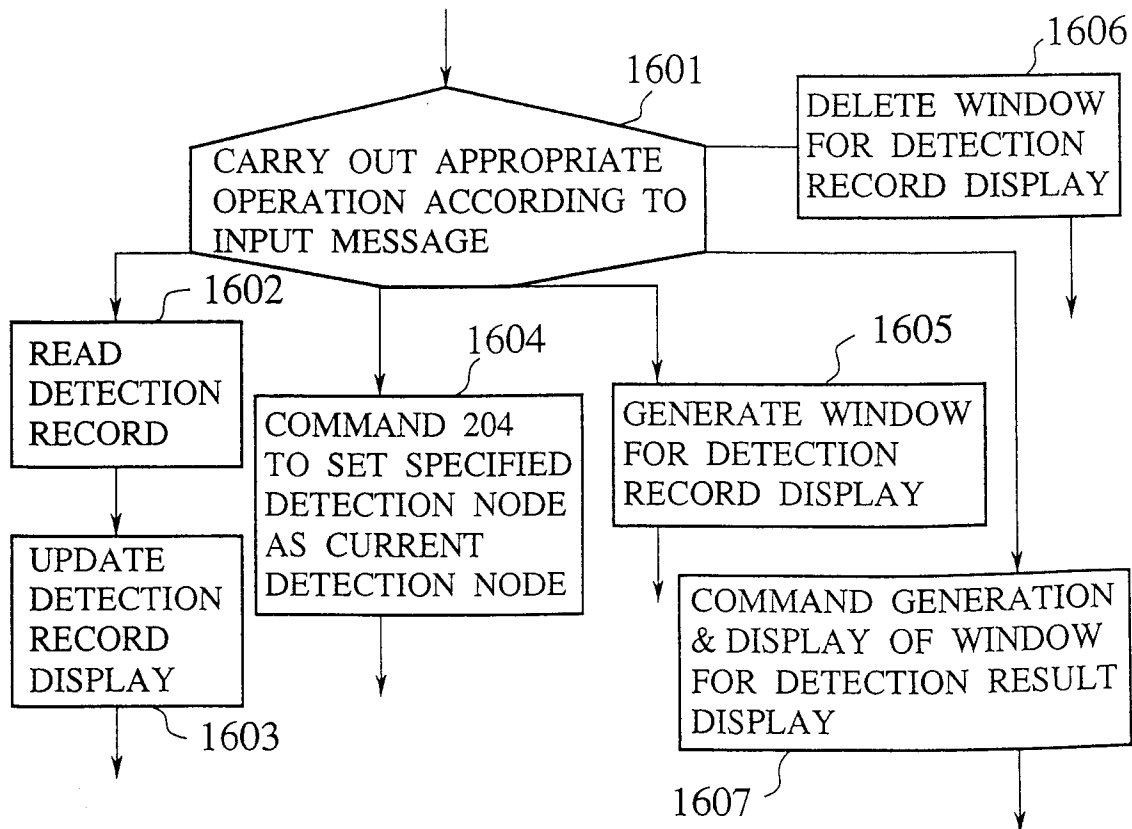 1606
1601
DELETE WINDOW
FOR DETECTION
RECORD DISPLAY
CARRY OUT APPROPRIATE
OPERATION ACCORDING TO
INPUT MESSAGE
1602
READ
DETECTION
RECORD
1604
COMMAND 204
TO SET SPECIFIED
DETECTION NODE
AS CURRENT
DETECTION NODE
1605
GENERATE WINDOW
FOR DETECTION
RECORD DISPLAY
UPDATE
DETECTION
RECORD
DISPLAY
1603
COMMAND GENERATION
& DISPLAY OF WINDOW
FOR DETECTION RESULT
DISPLAY
1607